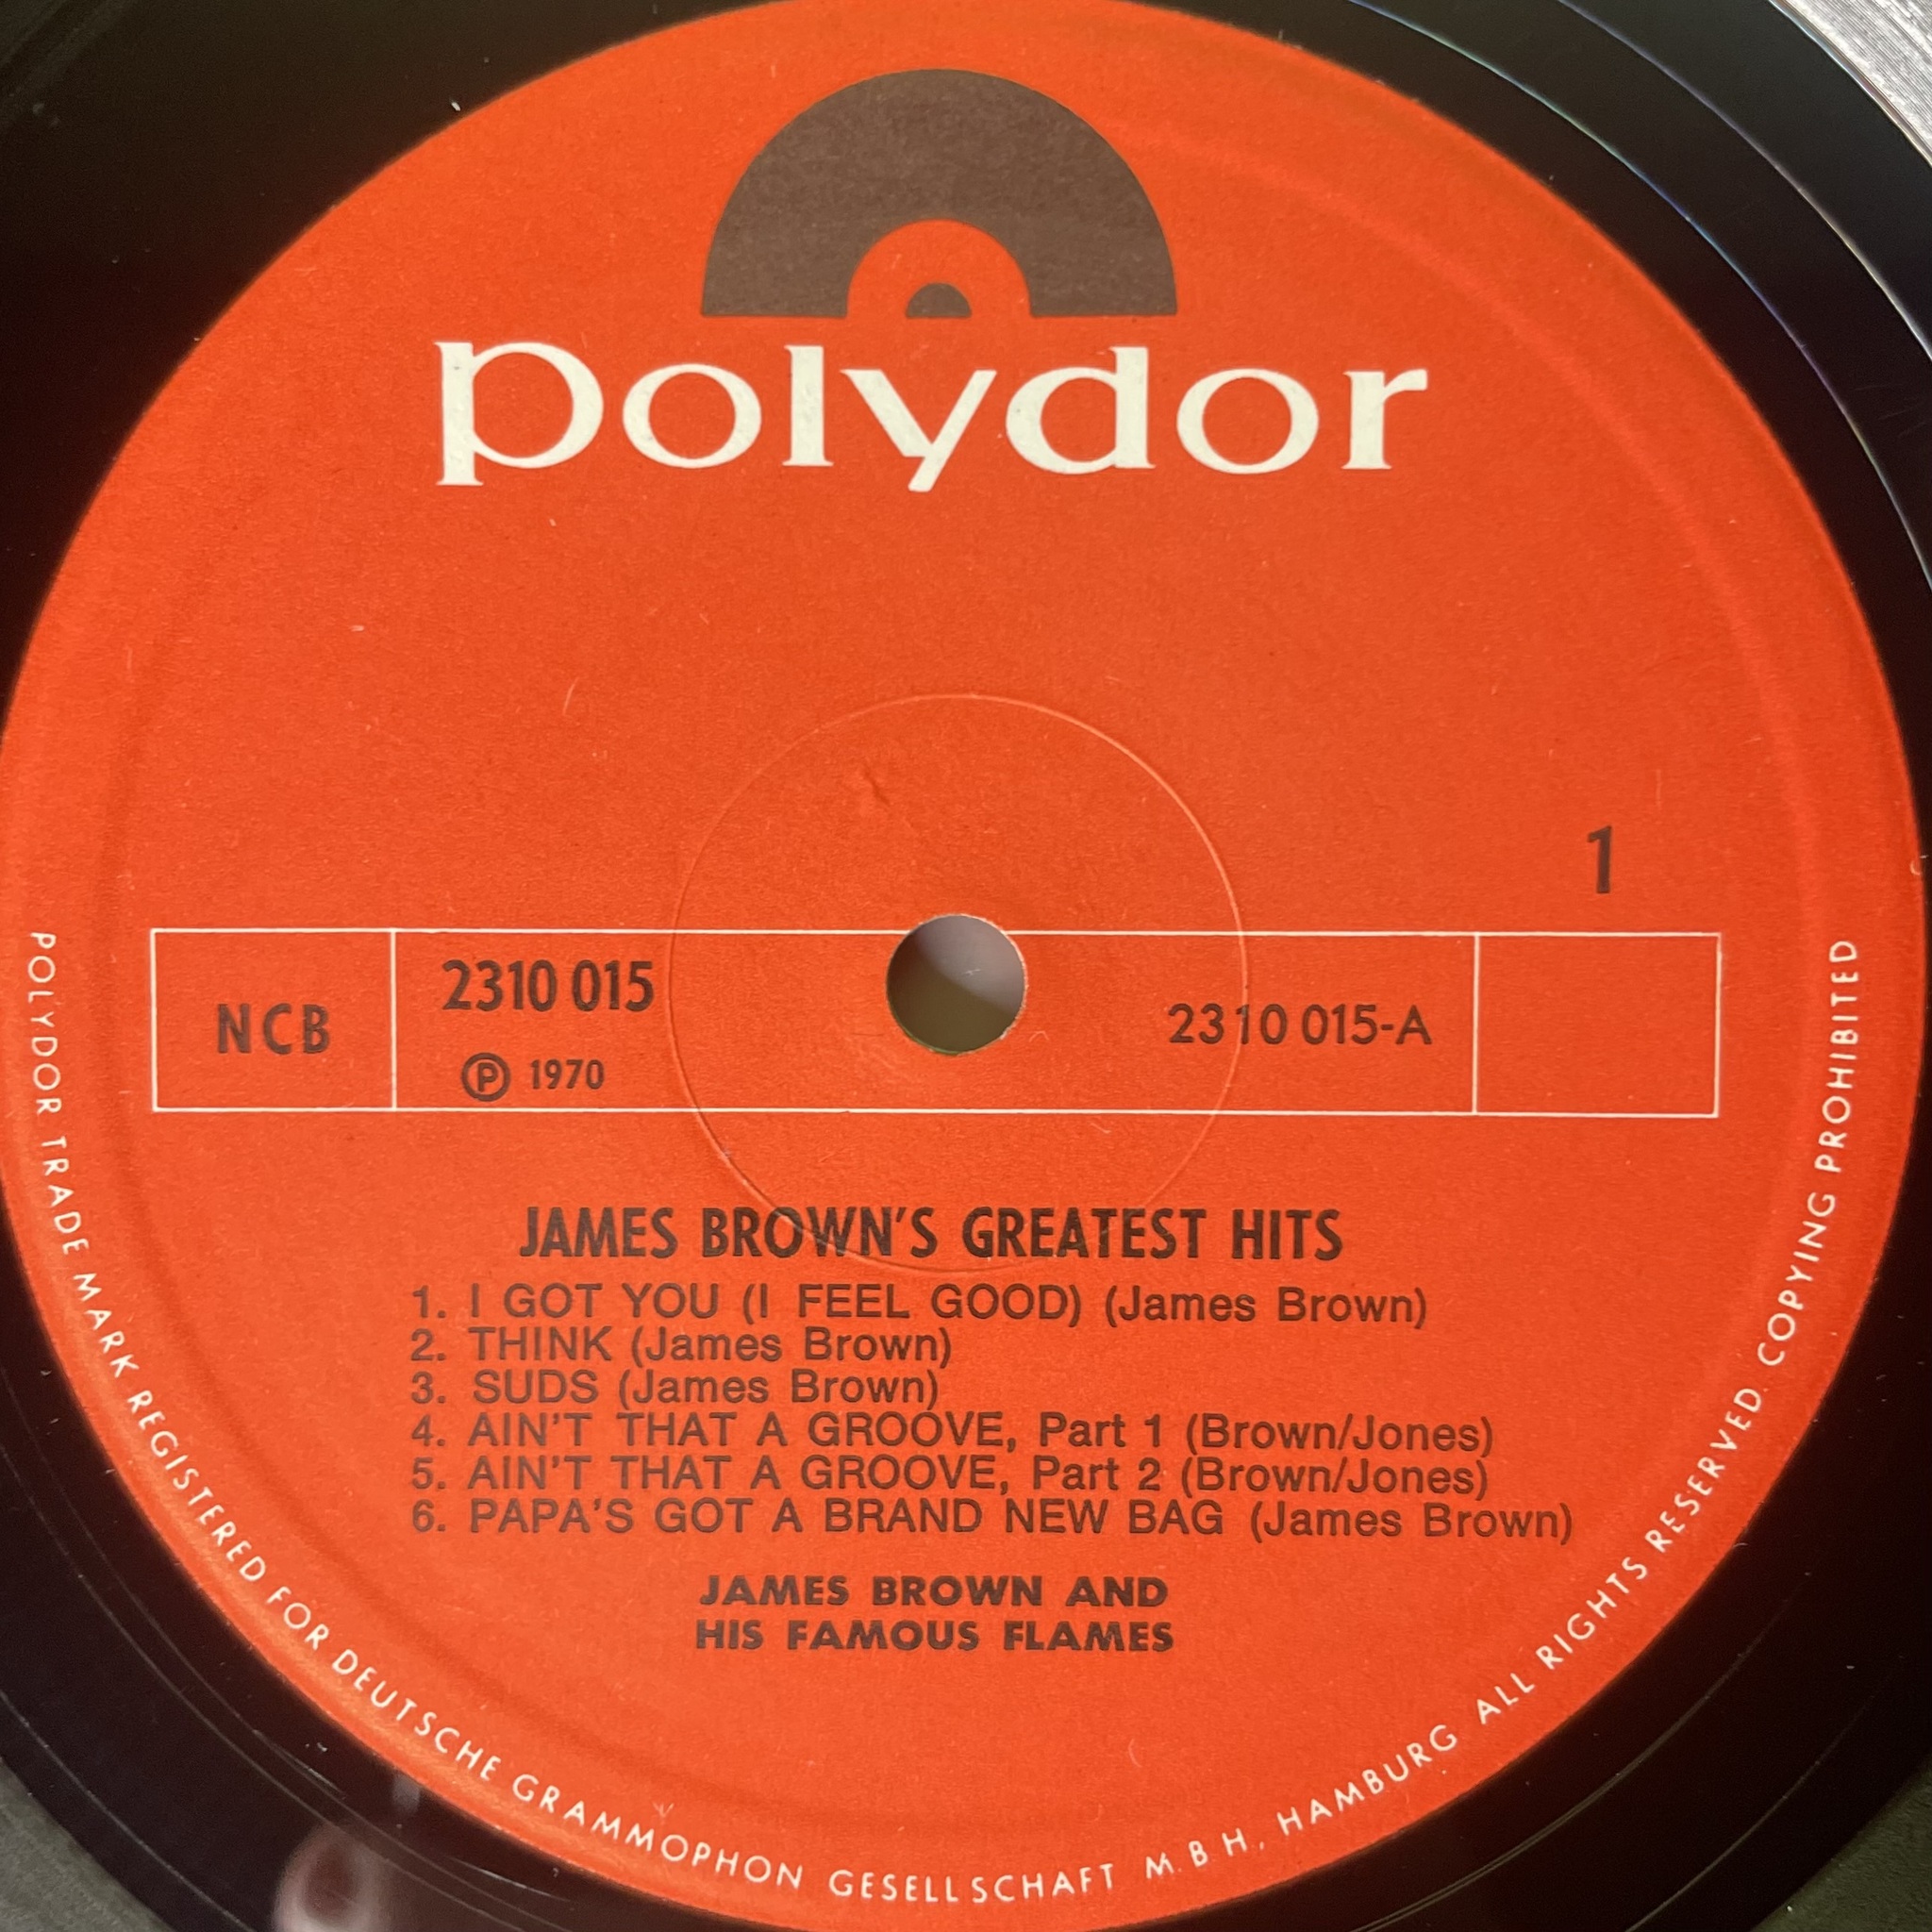 polydor
1
NCB
2310 015
Ⓟ 1970
2310 015-A
JAMES BROWN'S GREATEST HITS
1. I GOT YOU (I FEEL GOOD) (James Brown)
2. THINK (James Brown)
3. SUDS (James Brown)
4. AIN'T THAT A GROOVE, Part 1 (Brown/Jones)
5. AIN'T THAT A GROOVE, Part 2 (Brown/Jones)
6. PAPA'S GOT A BRAND NEW BAG (James Brown)
JAMES BROWN AND
HIS FAMOUS FLAMES
POLYDOR TRADE MARK REGISTERED FOR DEUTSCHE GRAMMOPHON GESELLSCHAFT M.B H., HAMBURG ALL RIGHTS RESERVED. COPYING PROHIBITED